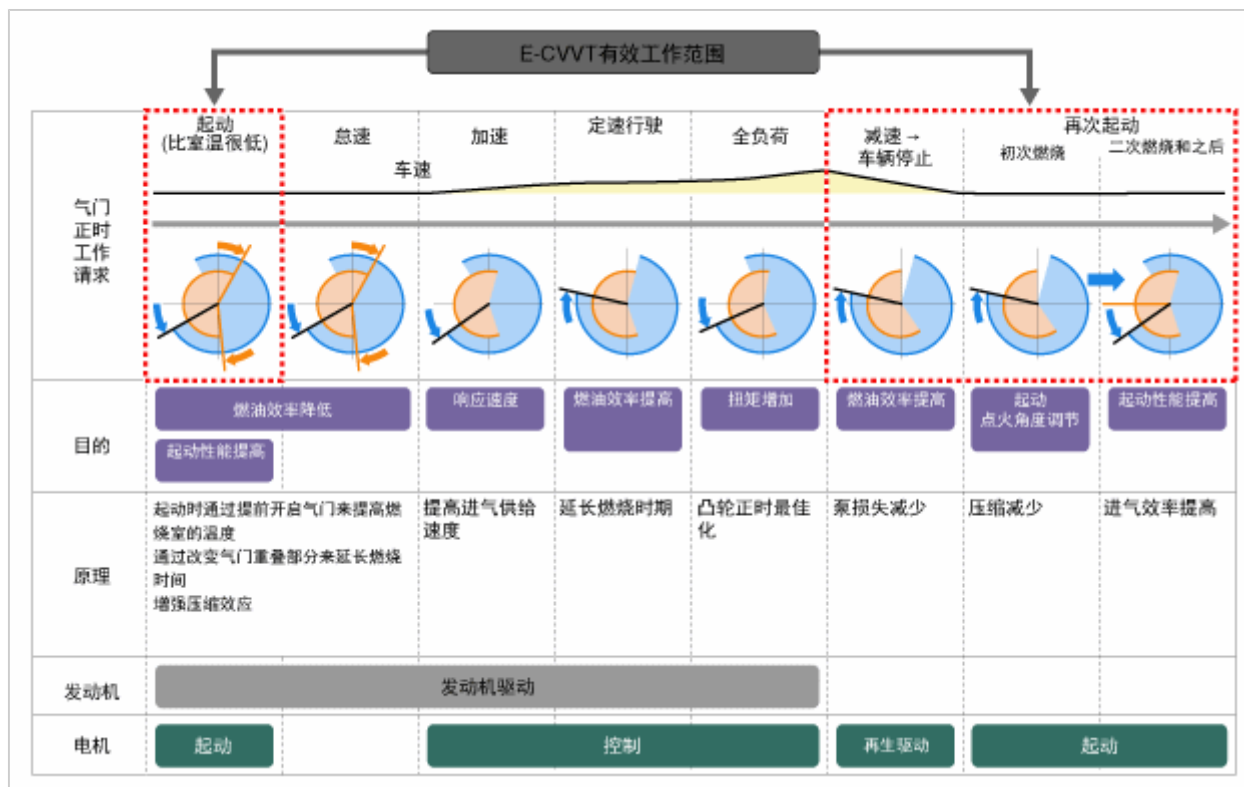 E-CVVT有效工作范围
起动
(比室温很低)
怠速
加速
定速行驶
全负荷
减速→
车辆停止
再次起动
初次燃烧
二次燃烧和之后
车速
气门
正时
工作
请求
目的
燃油效率降低
响应速度
燃油效率提高
扭矩增加
燃油效率提高
起动
点火角度调节
起动性能提高
起动性能提高
原理
起动时通过提前开启气门来提高燃
烧室的温度
通过改变气门重叠部分来延长燃烧
时间
增强压缩效应
提高进气供给
速度
延长燃烧时期
凸轮正时最佳
化
泵损失减少
压缩减少
进气效率提高
发动机
发动机驱动
电机
起动
控制
再生驱动
起动